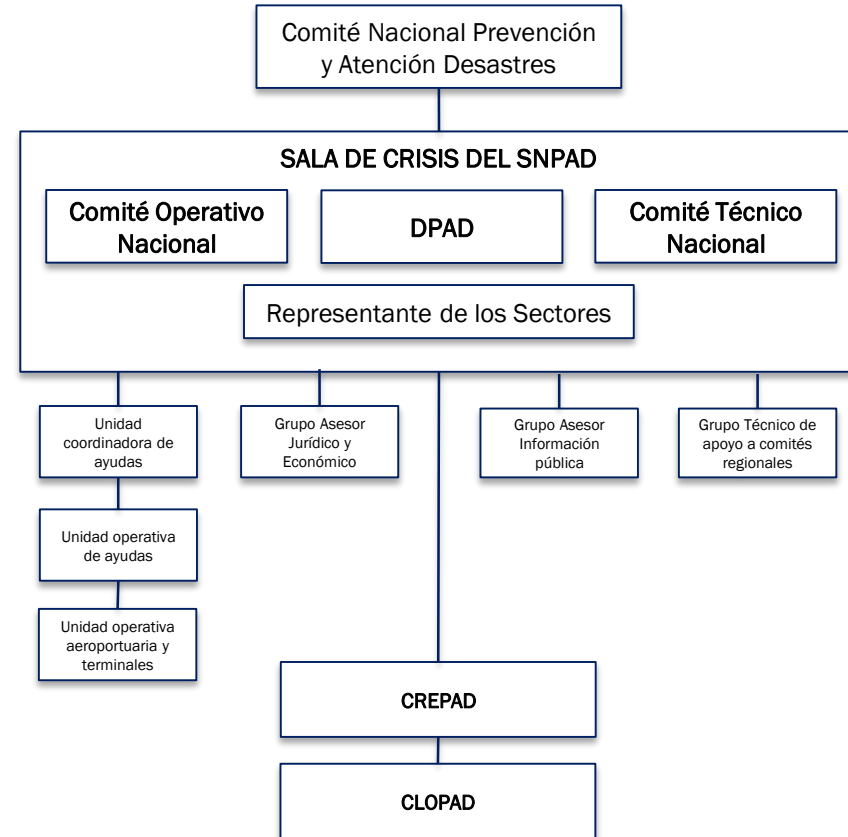 Comité Nacional Prevención
y Atención Desastres
SALA DE CRISIS DEL SNPAD
Comité Operativo
Nacional
DPAD
Comité Técnico
Nacional
Representante de los Sectores
Unidad
coordinadora de
ayudas
Grupo Asesor
Jurídico y
Económico
Grupo Asesor
Información
pública
Grupo Técnico de
apoyo a comités
regionales
Unidad operativa
de ayudas
Unidad operativa
aeroportuaria y
terminales
CREPAD
CLOPAD